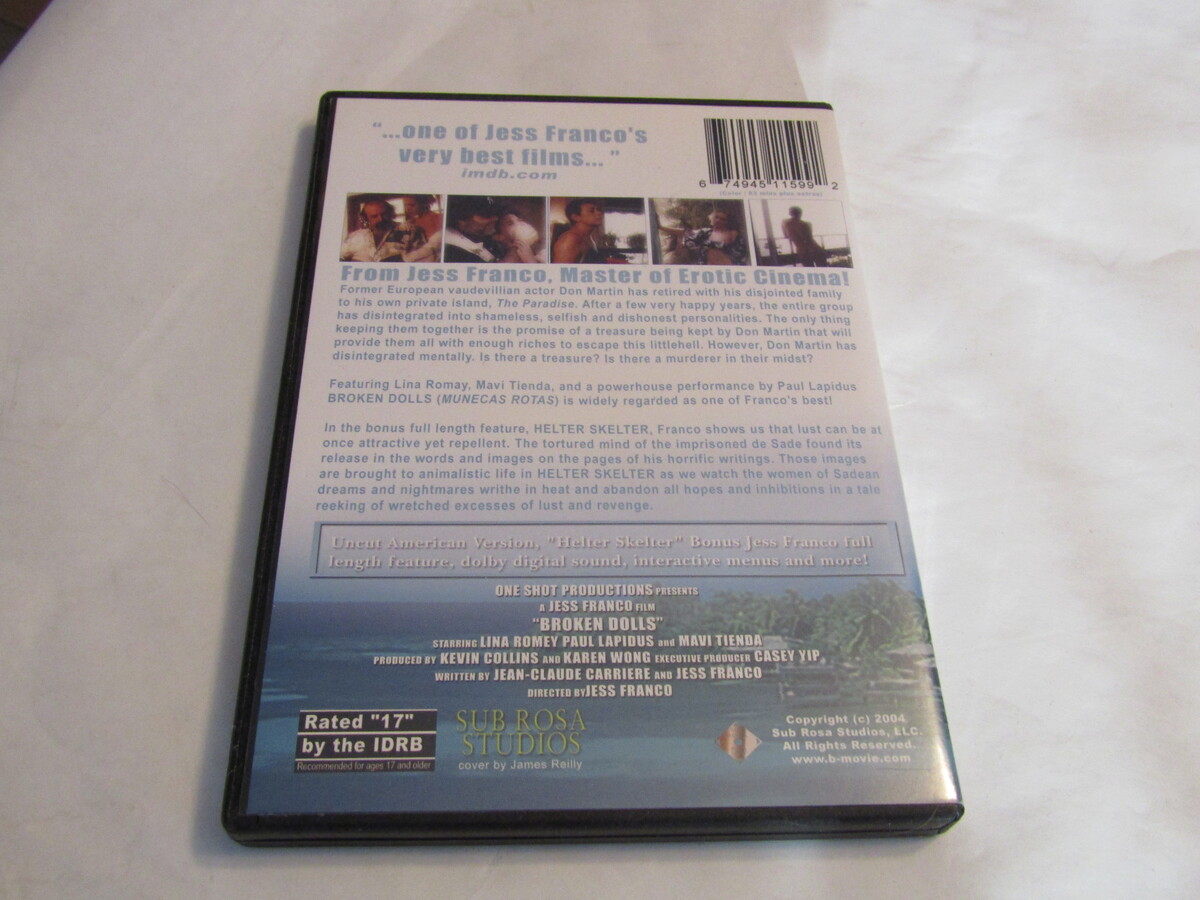 "...one of Jess Franco's
very best films..."
imdb.com
6 74945 11599 2
(Color / 83 mins plus extras)
From Jess Franco, Master of Erotic Cinema!
Former European vaudevillian actor Don Martin has retired with his disjointed family
to his own private island, The Paradise. After a few very happy years, the entire group
has disintegrated into shameless, selfish and dishonest personalities. The only thing
keeping them together is the promise of a treasure being kept by Don Martin that will
provide them all with enough riches to escape this littlehell. However, Don Martin has
disintegrated mentally. Is there a treasure? Is there a murderer in their midst?
Featuring Lina Romay, Mavi Tienda, and a powerhouse performance by Paul Lapidus
BROKEN DOLLS (MUNECAS ROTAS) is widely regarded as one of Franco's best!
In the bonus full length feature, HELTER SKELTER, Franco shows us that lust can be at
once attractive yet repellent. The tortured mind of the imprisoned de Sade found its
release in the words and images on the pages of his horrific writings. Those images
are brought to animalistic life in HELTER SKELTER as we watch the women of Sadean
dreams and nightmares writhe in heat and abandon all hopes and inhibitions in a tale
reeking of wretched excesses of lust and revenge.
Uncut American Version, "Helter Skelter" Bonus Jess Franco full
length feature, dolby digital sound, interactive menus and more!
ONE SHOT PRODUCTIONS PRESENTS
A JESS FRANCO FILM
"BROKEN DOLLS"
STARRING LINA ROMEY PAUL LAPIDUS and MAVI TIENDA
PRODUCED BY KEVIN COLLINS AND KAREN WONG EXECUTIVE PRODUCER CASEY YIP
WRITTEN BY JEAN-CLAUDE CARRIERE AND JESS FRANCO
DIRECTED BY JESS FRANCO
Rated "17"
by the IDRB
Recommended for ages 17 and older
SUB ROSA
STUDIOS
cover by James Reilly
Copyright (c) 2004
Sub Rosa Studios, LLC.
All Rights Reserved.
www.b-movie.com